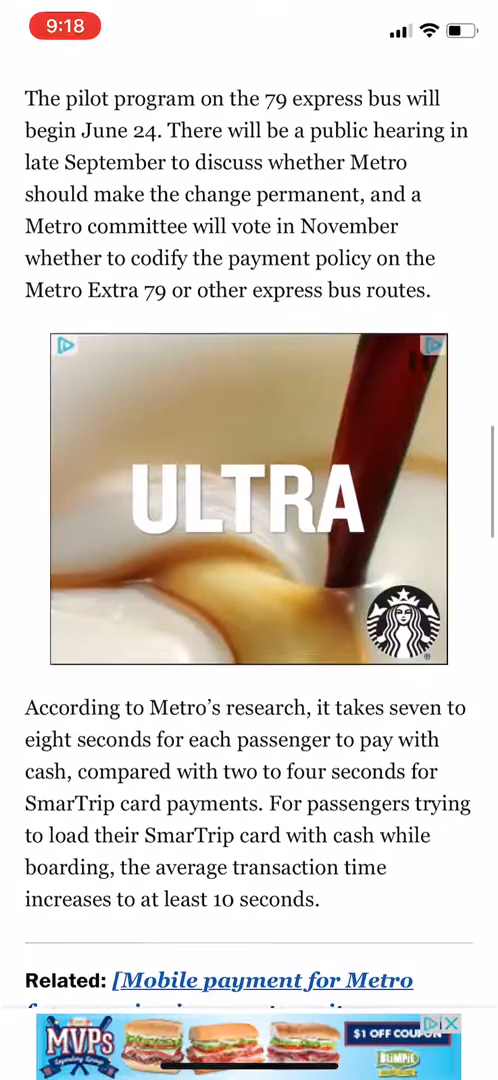 9:18
The pilot program on the 79 express bus will
begin June 24. There will be a public hearing in
late September to discuss whether Metro
should make the change permanent, and a
Metro committee will vote in November
whether to codify the payment policy on the
Metro Extra 79 or other express bus routes.
ULTRA
According to Metro’s research, it takes seven to
eight seconds for each passenger to pay with
cash, compared with two to four seconds for
SmarTrip card payments. For passengers trying
to load their SmarTrip card with cash while
boarding, the average transaction time
increases to at least 10 seconds.
Related: [Mobile payment for Metro
MVPs
$1 OFF COUPON
BLIMPIE